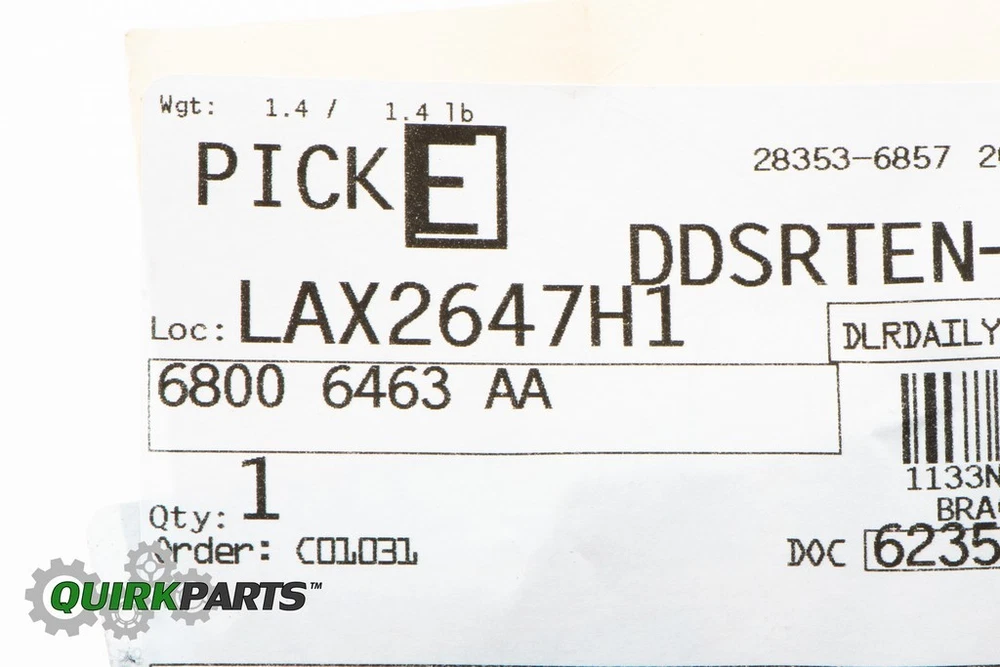 Wgt: 1.4 / 1.4 lb
PICK E
28353-6857
DDSRTEN-
Loc: LAX2647H1
DLRDAILY
6800 6463 AA
1133N
Qty: 1
Order: C01031
DOC 6235
QUIRKPARTS™